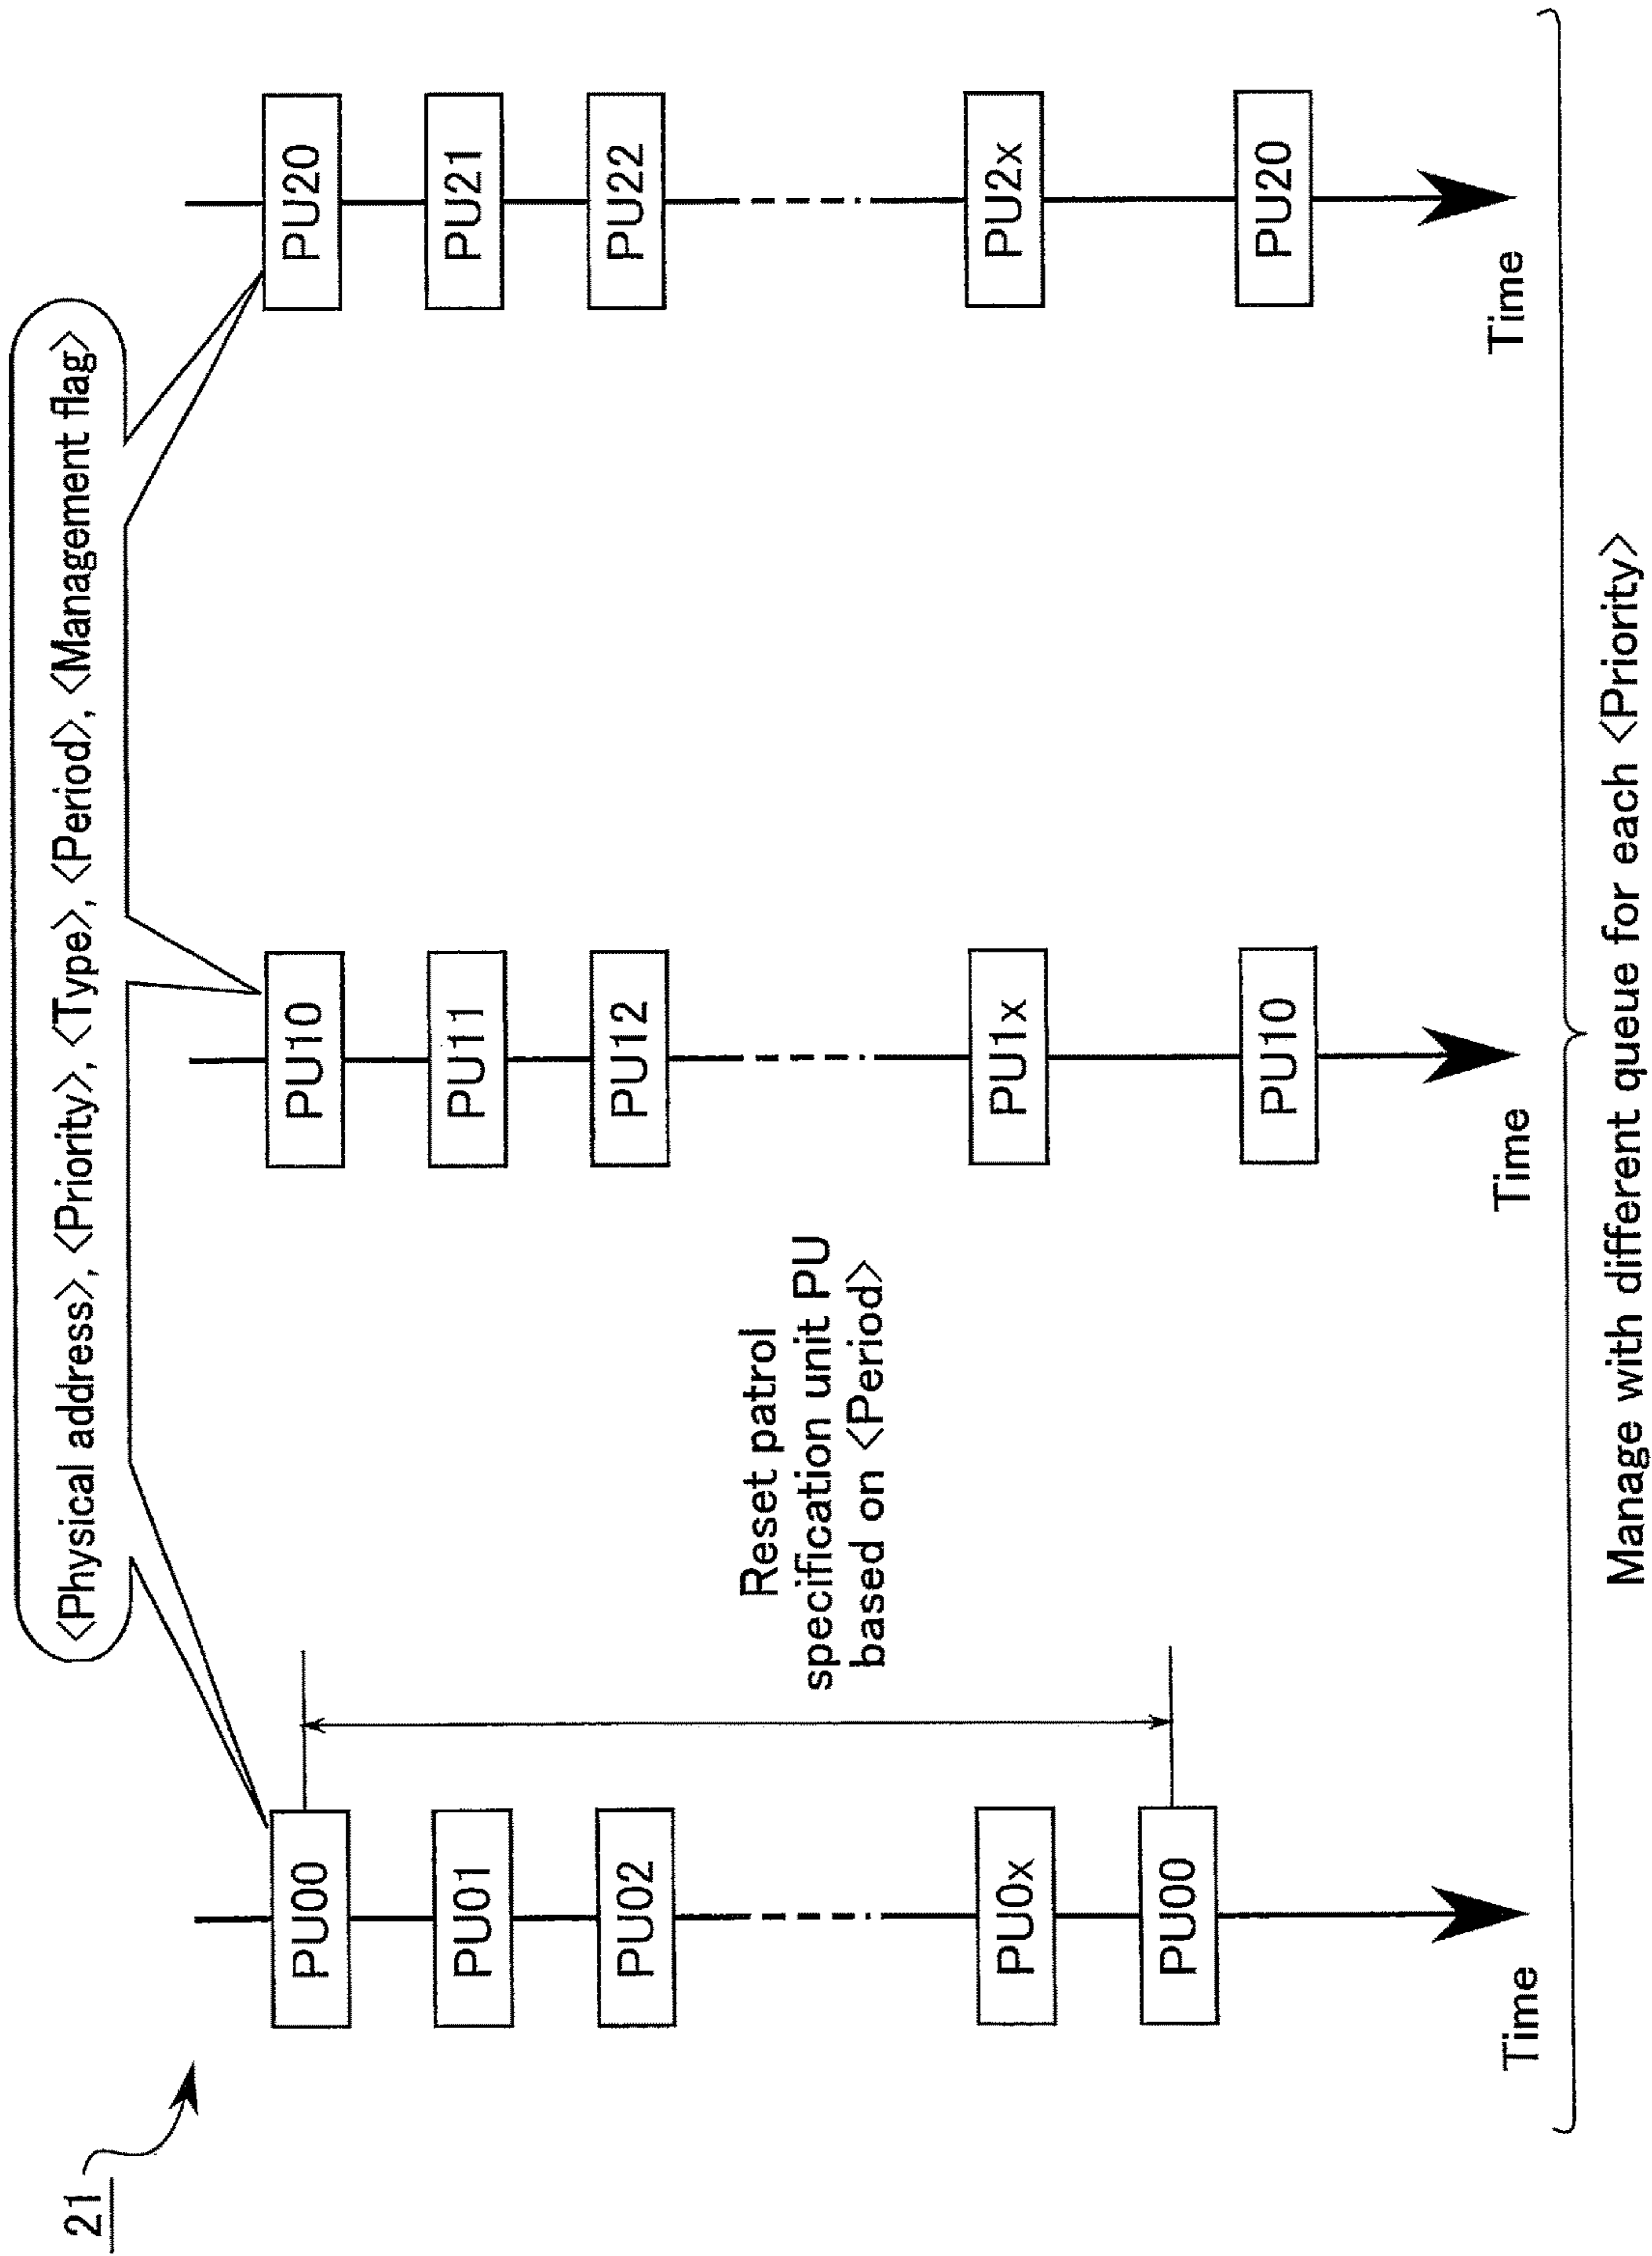 21
<Physical address>, <Priority>, <Type>, <Period>, <Management flag>
PU00
PU01
PU02
PU0x
PU00
Time
Reset patrol
specification unit PU
based on <Period>
PU10
PU11
PU12
PU1x
PU10
Time
PU20
PU21
PU22
PU2x
PU20
Time
Manage with different queue for each <Priority>